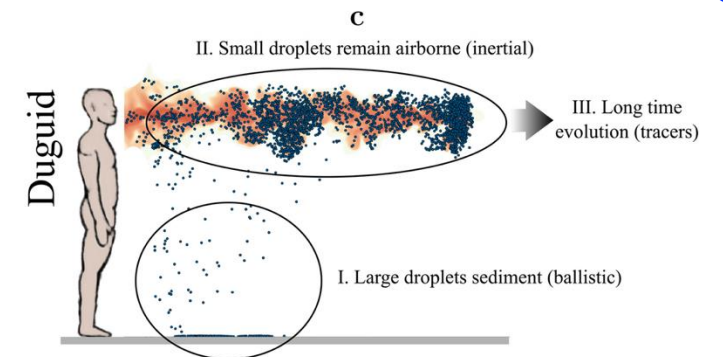 C
II. Small droplets remain airborne (inertial)
Duguid
III. Long time
evolution (tracers)
I. Large droplets sediment (ballistic)